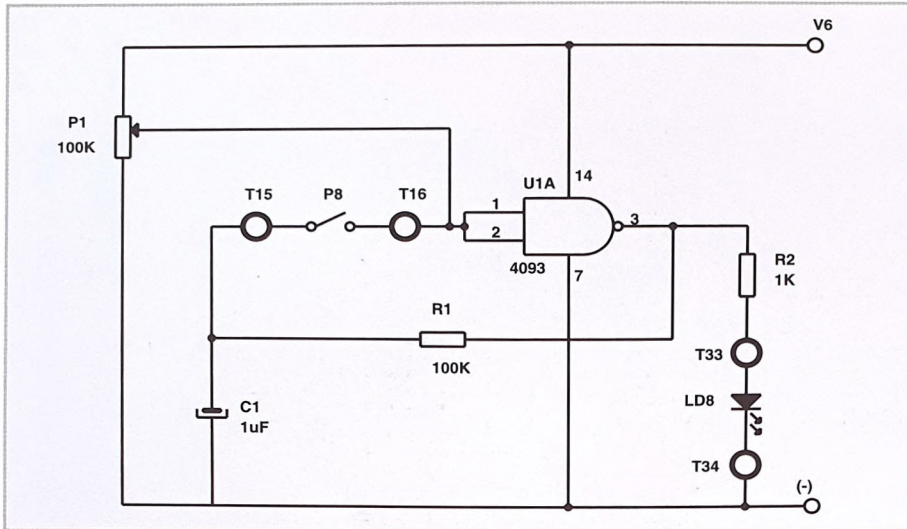 V6
P1
100K
T15
P8
T16
U1A
14
1
2
3
4093
7
R2
1K
R1
100K
T33
C1
1uF
LD8
T34
(-)